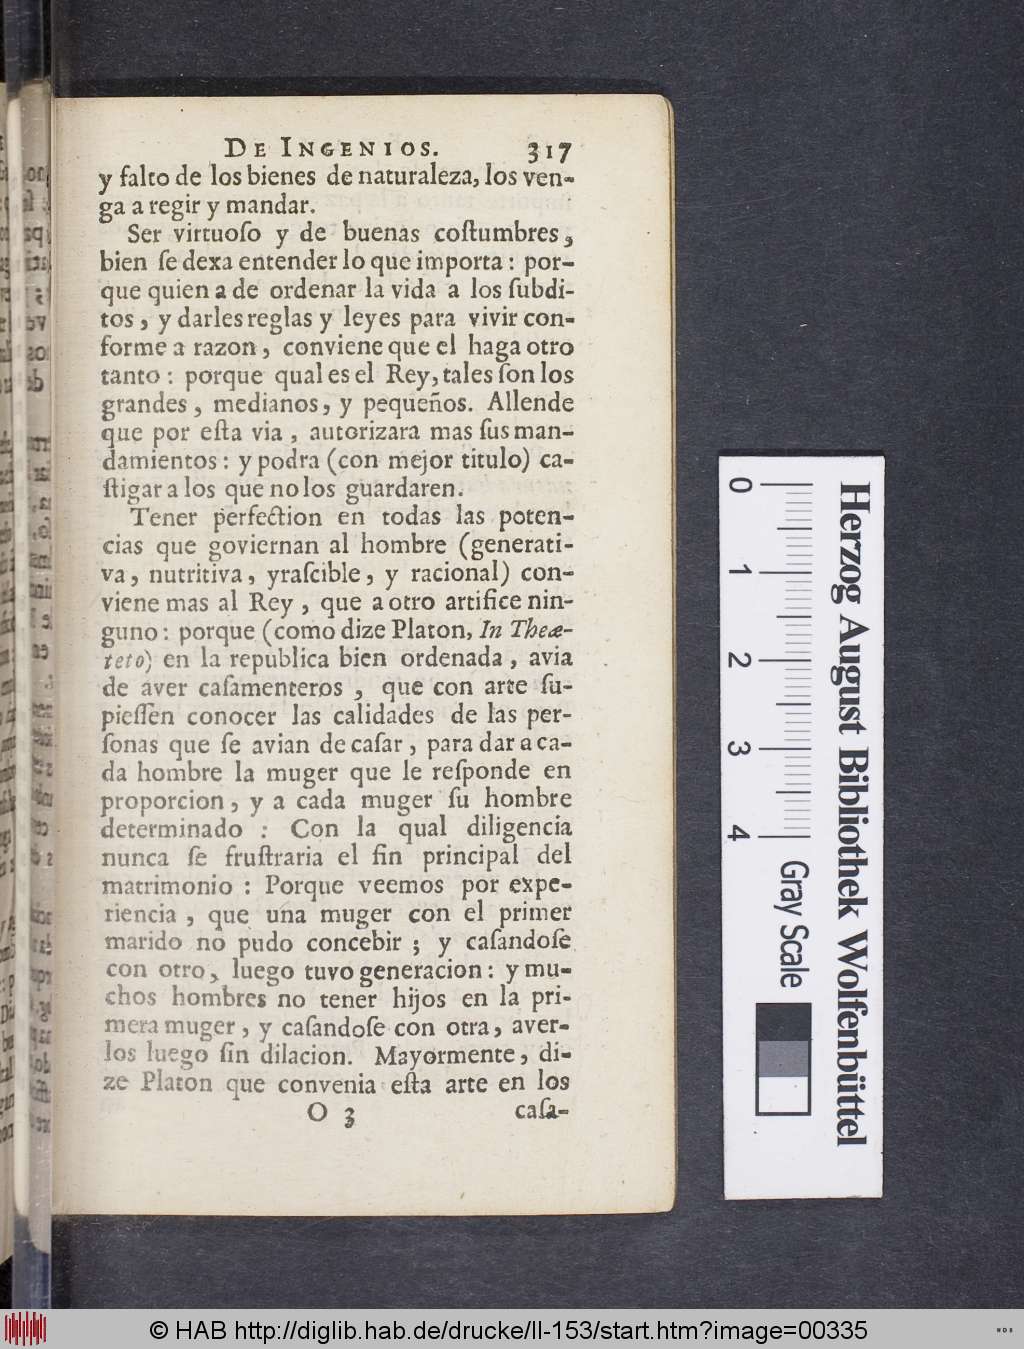 DE INGENIOS. 317
y falto de los bienes de naturaleza, los ven-
ga a regir y mandar.
Ser virtuoſo y de buenas coſtumbres,
bien ſe dexa entender lo que importa: por-
que quien a de ordenar la vida a los ſubdi-
tos, y darles reglas y leyes para vivir con-
forme a razon, conviene que el haga otro
tanto: porque qual es el Rey, tales ſon los
grandes, medianos, y pequeños. Allende
que por eſta via, autorizara mas ſus man-
damientos: y podra (con mejor titulo) ca-
ſtigar a los que no los guardaren.
Tener perfection en todas las poten-
cias que goviernan al hombre (generati-
va, nutritiva, yraſcible, y racional) con-
viene mas al Rey, que a otro artifice nin-
guno: porque (como dize Platon, In Theæ-
teto) en la republica bien ordenada, avia
de aver caſamenteros, que con arte ſu-
pieſſen conocer las calidades de las per-
ſonas que ſe avian de caſar, para dar a ca-
da hombre la muger que le reſponde en
proporcion, y a cada muger ſu hombre
determinado: Con la qual diligencia
nunca ſe fruſtraria el fin principal del
matrimonio: Porque veemos por expe-
riencia, que una muger con el primer
marido no pudo concebir; y caſandoſe
con otro, luego tuvo generacion: y mu-
chos hombres no tener hijos en la pri-
mera muger, y caſandoſe con otra, aver-
los luego ſin dilacion. Mayormente, di-
ze Platon que convenia eſta arte en los
O 3 caſa-
0 1 2 3 4 Gray Scale
Herzog August Bibliothek Wolfenbüttel
© HAB http://diglib.hab.de/drucke/ll-153/start.htm?image=00335